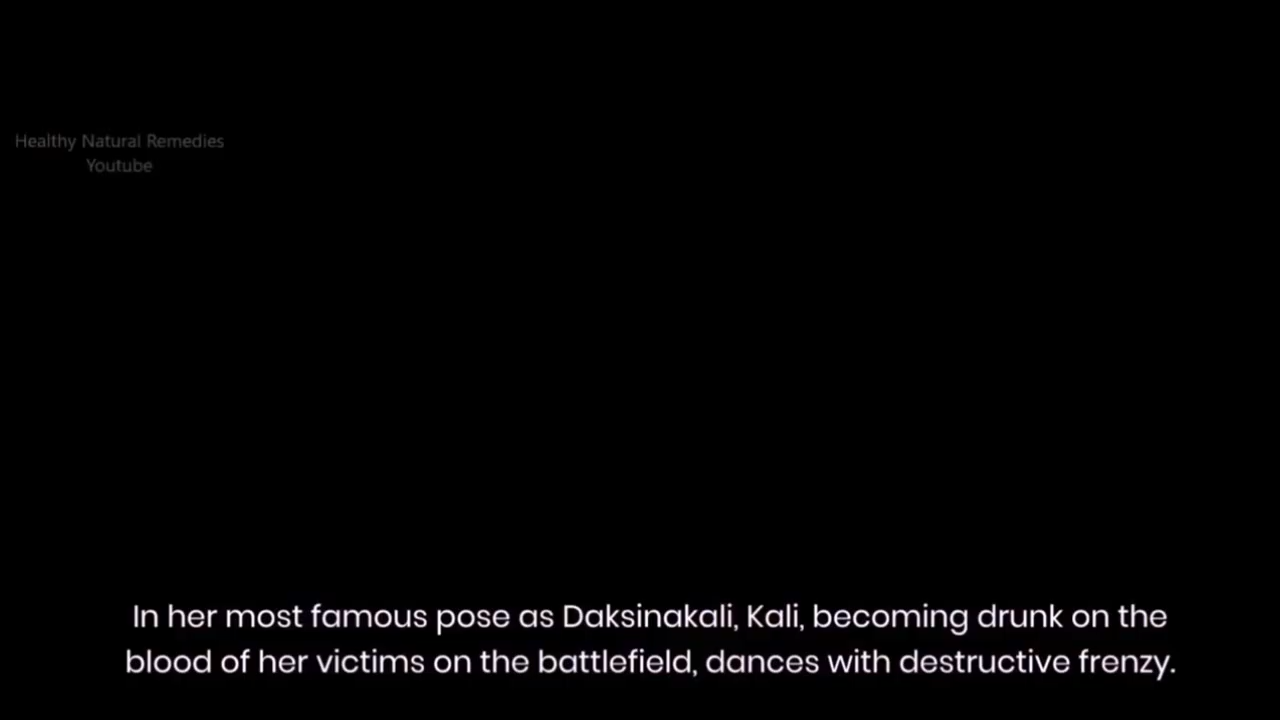 Healthy Natural Remedies
Youtube
In her most famous pose as Daksinakali, Kali, becoming drunk on the
blood of her victims on the battlefield, dances with destructive frenzy.